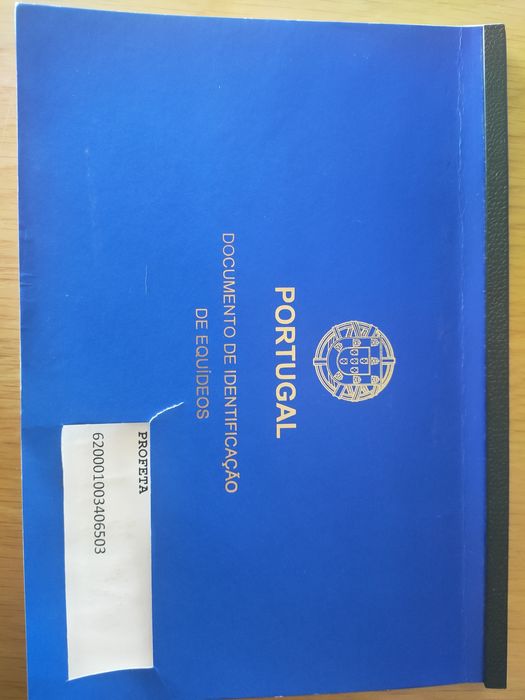 PORTUGAL
DOCUMENTO DE IDENTIFICAÇÃO
DE EQUÍDEOS
PROFETA
620001003406503